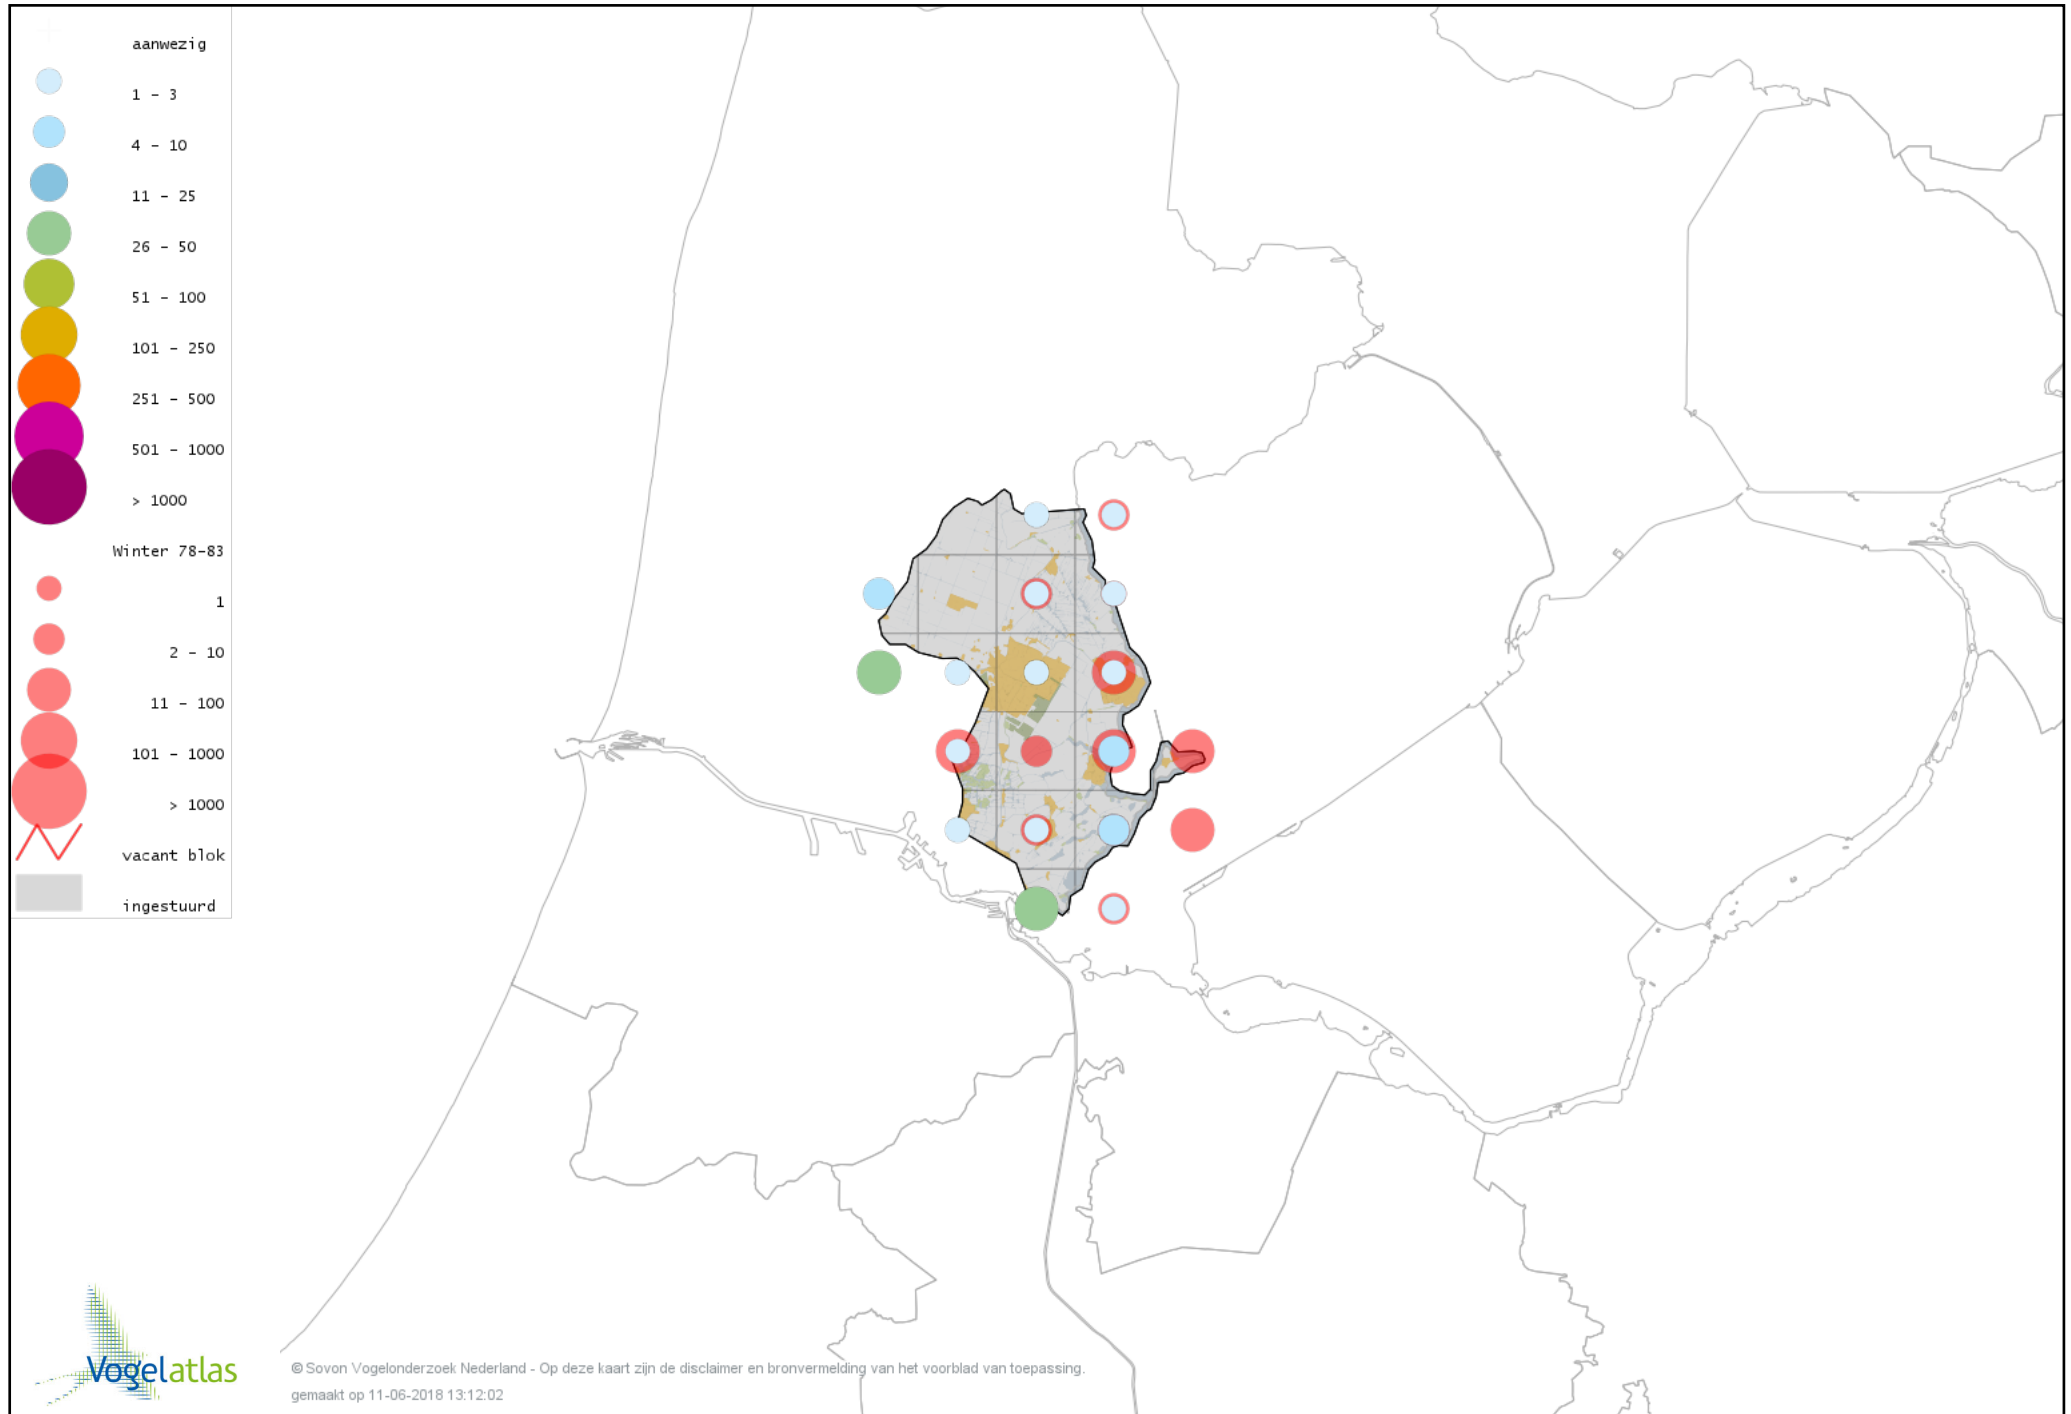 aanwezig
1 - 3
4 - 10
11 - 25
26 - 50
51 - 100
101 - 250
251 - 500
501 - 1000
> 1000
Winter 78-83
1
2 - 10
11 - 100
101 - 1000
> 1000
vacant blok
ingestuurd
Vogelatlas
© Sovon Vogelonderzoek Nederland - Op deze kaart zijn de disclaimer en bronvermelding van het voorblad van toepassing.
gemaakt op 11-06-2018 13:12:02